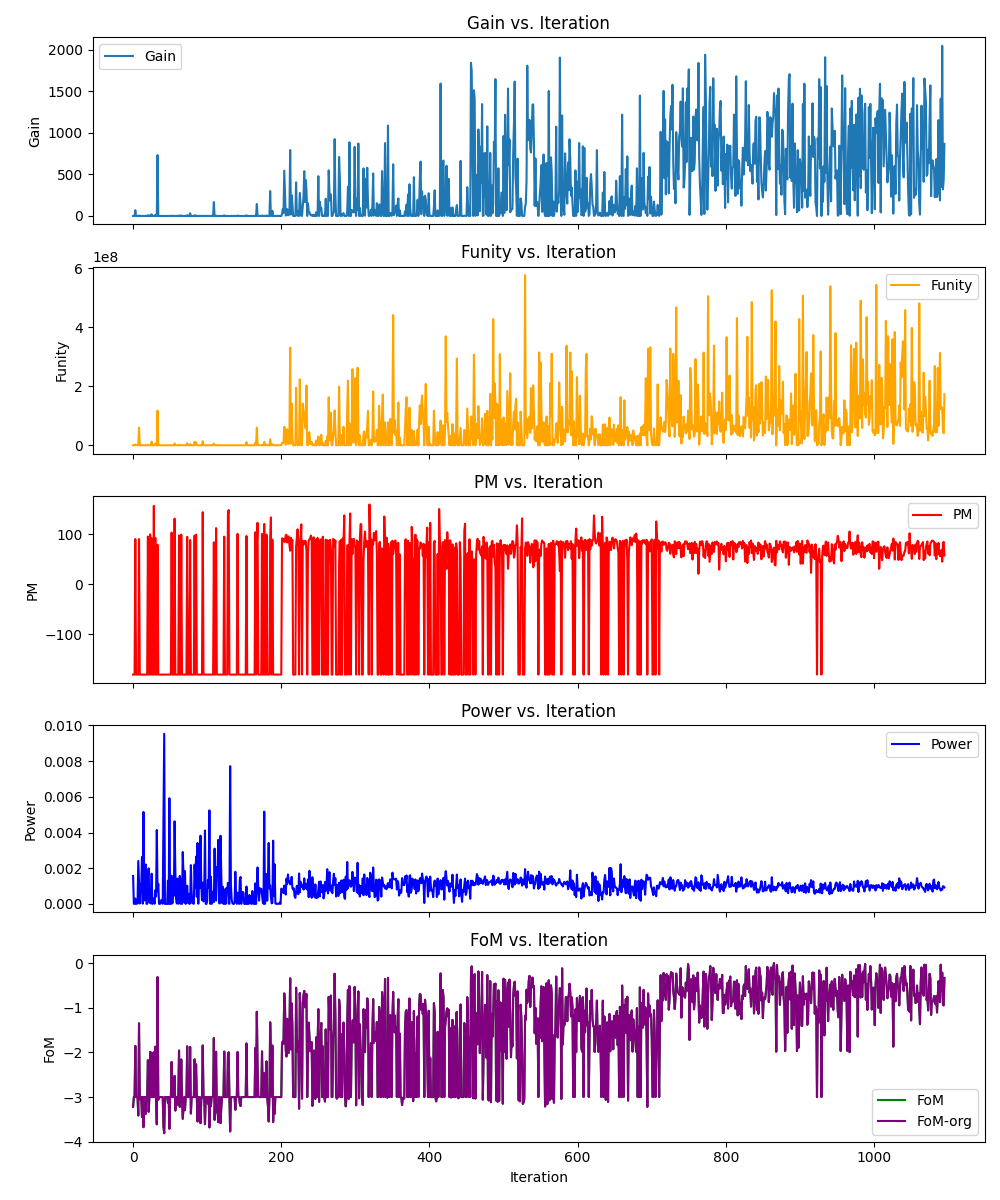 Gain vs. Iteration
Gain
2000
1500
1000
500
0
Gain
Funity vs. Iteration
1e8
Funity
6
4
2
0
Funity
PM vs. Iteration
PM
100
0
−100
PM
Power vs. Iteration
Power
0.010
0.008
0.006
0.004
0.002
0.000
Power
FoM vs. Iteration
0
−1
−2
−3
−4
FoM
FoM
FoM-org
0 200 400 600 800 1000
Iteration